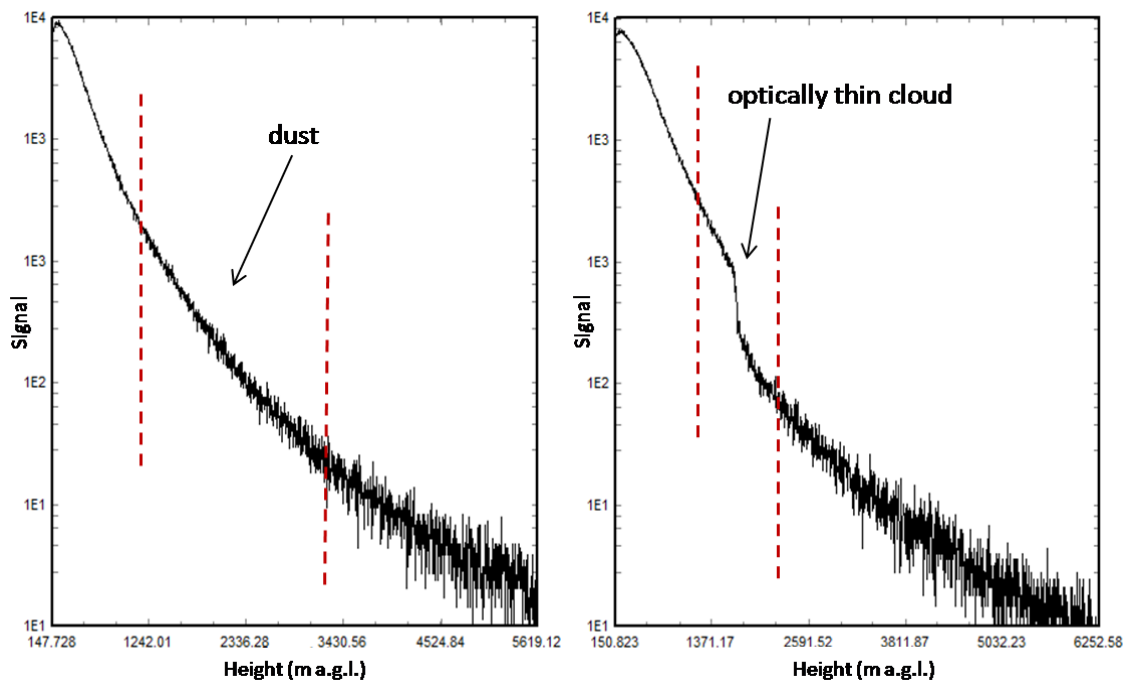 1E4
1E3
1E3
1E2
1E1
1E1
Signal
dust
147.728 1242.01 2336.28 3430.56 4524.84 5619.12
Height (m a.g.l.)
1E4
1E3
1E3
1E2
1E1
1E1
Signal
optically thin cloud
150.823 1371.17 2591.52 3811.87 5032.23 6252.58
Height (m a.g.l.)